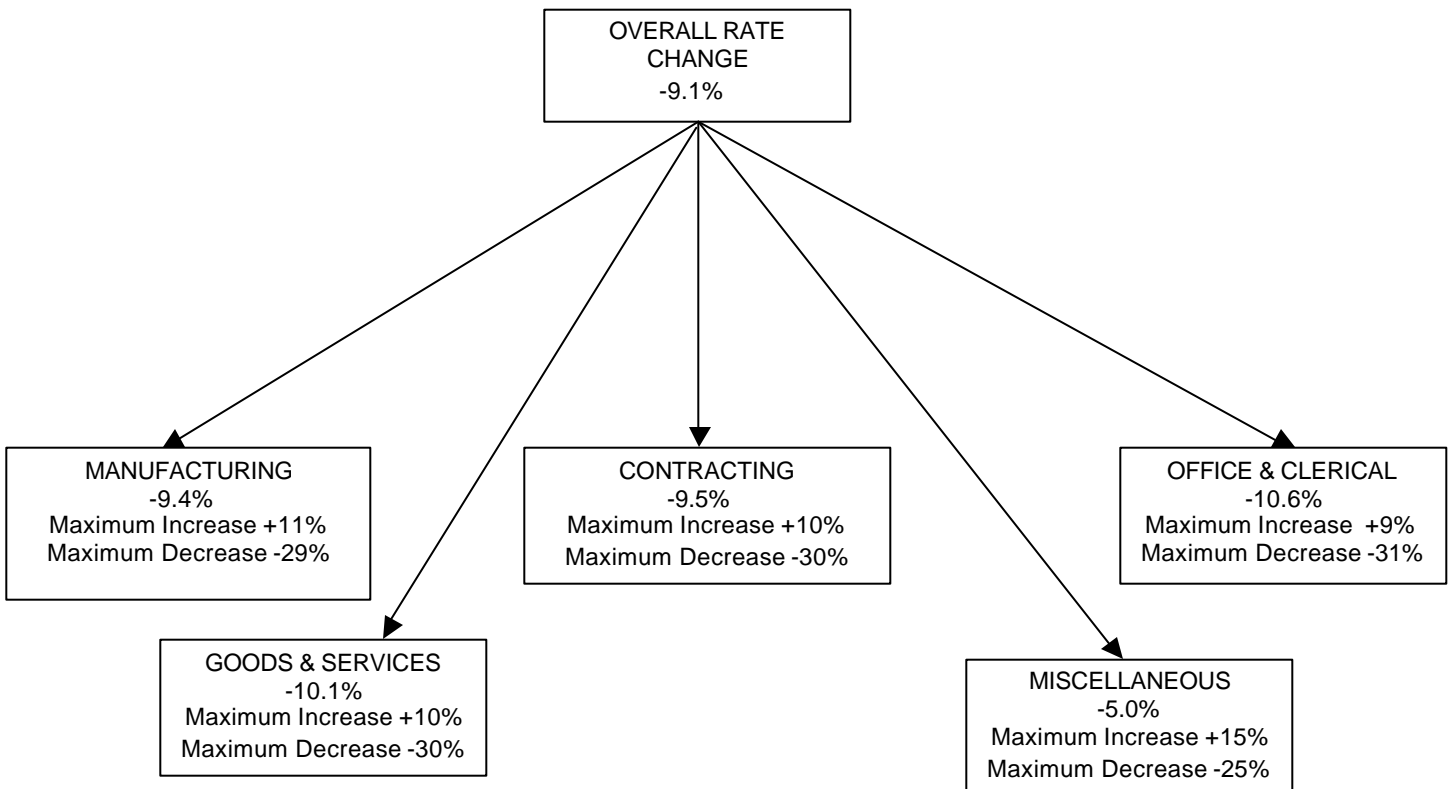 OVERALL RATE
CHANGE
-9.1%
MANUFACTURING
-9.4%
Maximum Increase +11%
Maximum Decrease -29%
CONTRACTING
-9.5%
Maximum Increase +10%
Maximum Decrease -30%
OFFICE & CLERICAL
-10.6%
Maximum Increase +9%
Maximum Decrease -31%
GOODS & SERVICES
-10.1%
Maximum Increase +10%
Maximum Decrease -30%
MISCELLANEOUS
-5.0%
Maximum Increase +15%
Maximum Decrease -25%